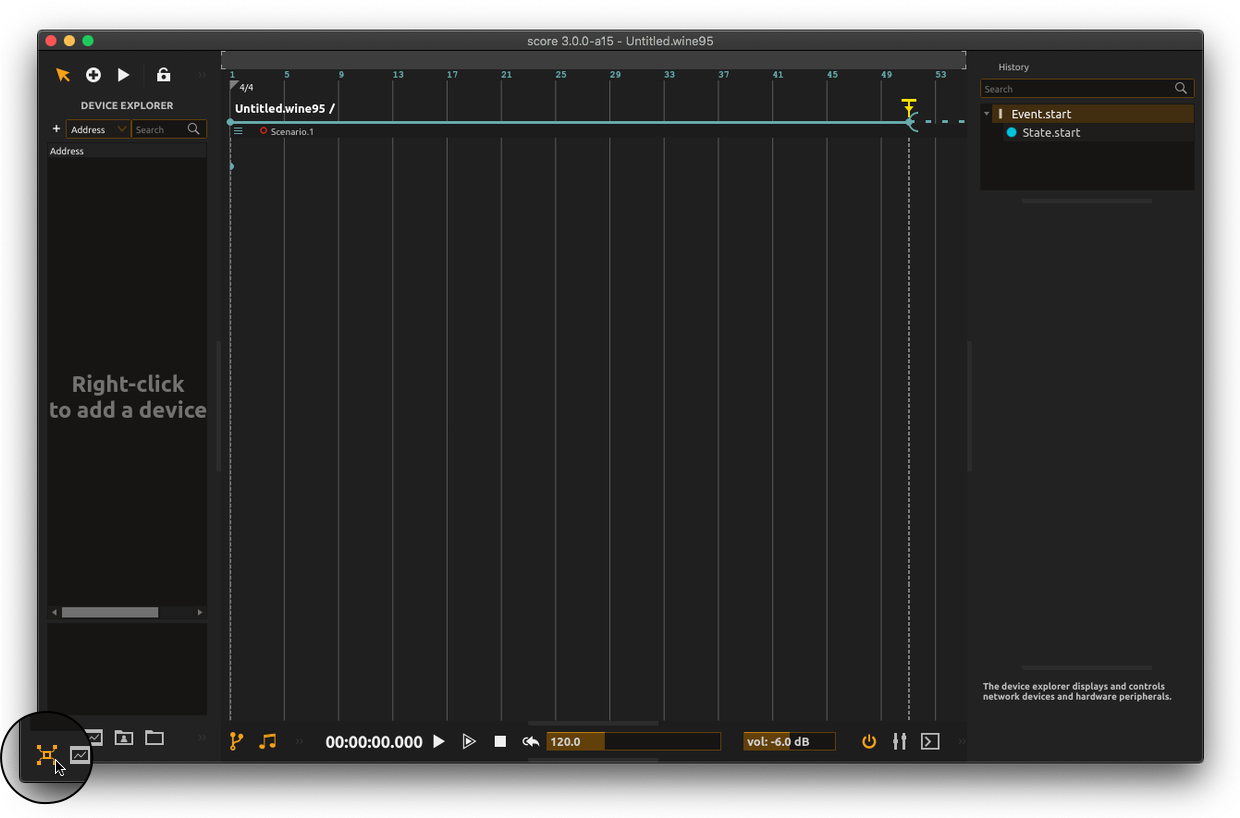 score 3.0.0-a15 - Untitled.wine95
DEVICE EXPLORER
Address
Search
Address
Right-click
to add a device
1 5 9 13 17 21 25 29 33 37 41 45 49 53
4/4
Untitled.wine95 /
Scenario.1
History
Search
Event.start
State.start
The device explorer displays and controls
network devices and hardware peripherals.
00:00:00.000
120.0
vol: -6.0 dB